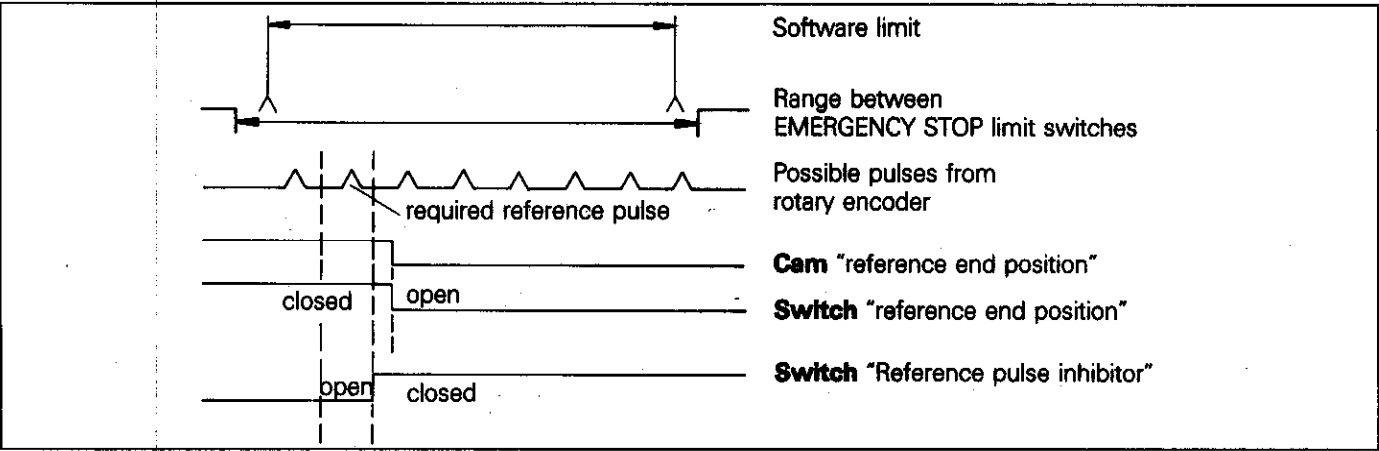 Software limit
Range between
EMERGENCY STOP limit switches
Possible pulses from
rotary encoder
required reference pulse
Cam "reference end position"
closed
open
Switch "reference end position"
open
closed
Switch "Reference pulse inhibitor"